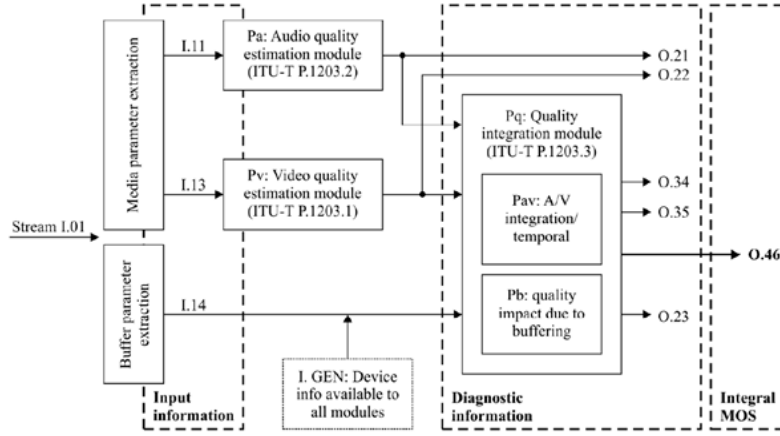 Media parameter extraction
I.11
Pa: Audio quality
estimation module
(ITU-T P.1203.2)
O.21
O.22
Pq: Quality
integration module
(ITU-T P.1203.3)
I.13
Pv: Video quality
estimation module
(ITU-T P.1203.1)
O.34
Pav: A/V
integration/
temporal
O.35
Stream I.01
O.46
Buffer parameter
extraction
I.14
Pb: quality
impact due to
buffering
O.23
I. GEN: Device
info available to
all modules
Input
information
Diagnostic
information
Integral
MOS